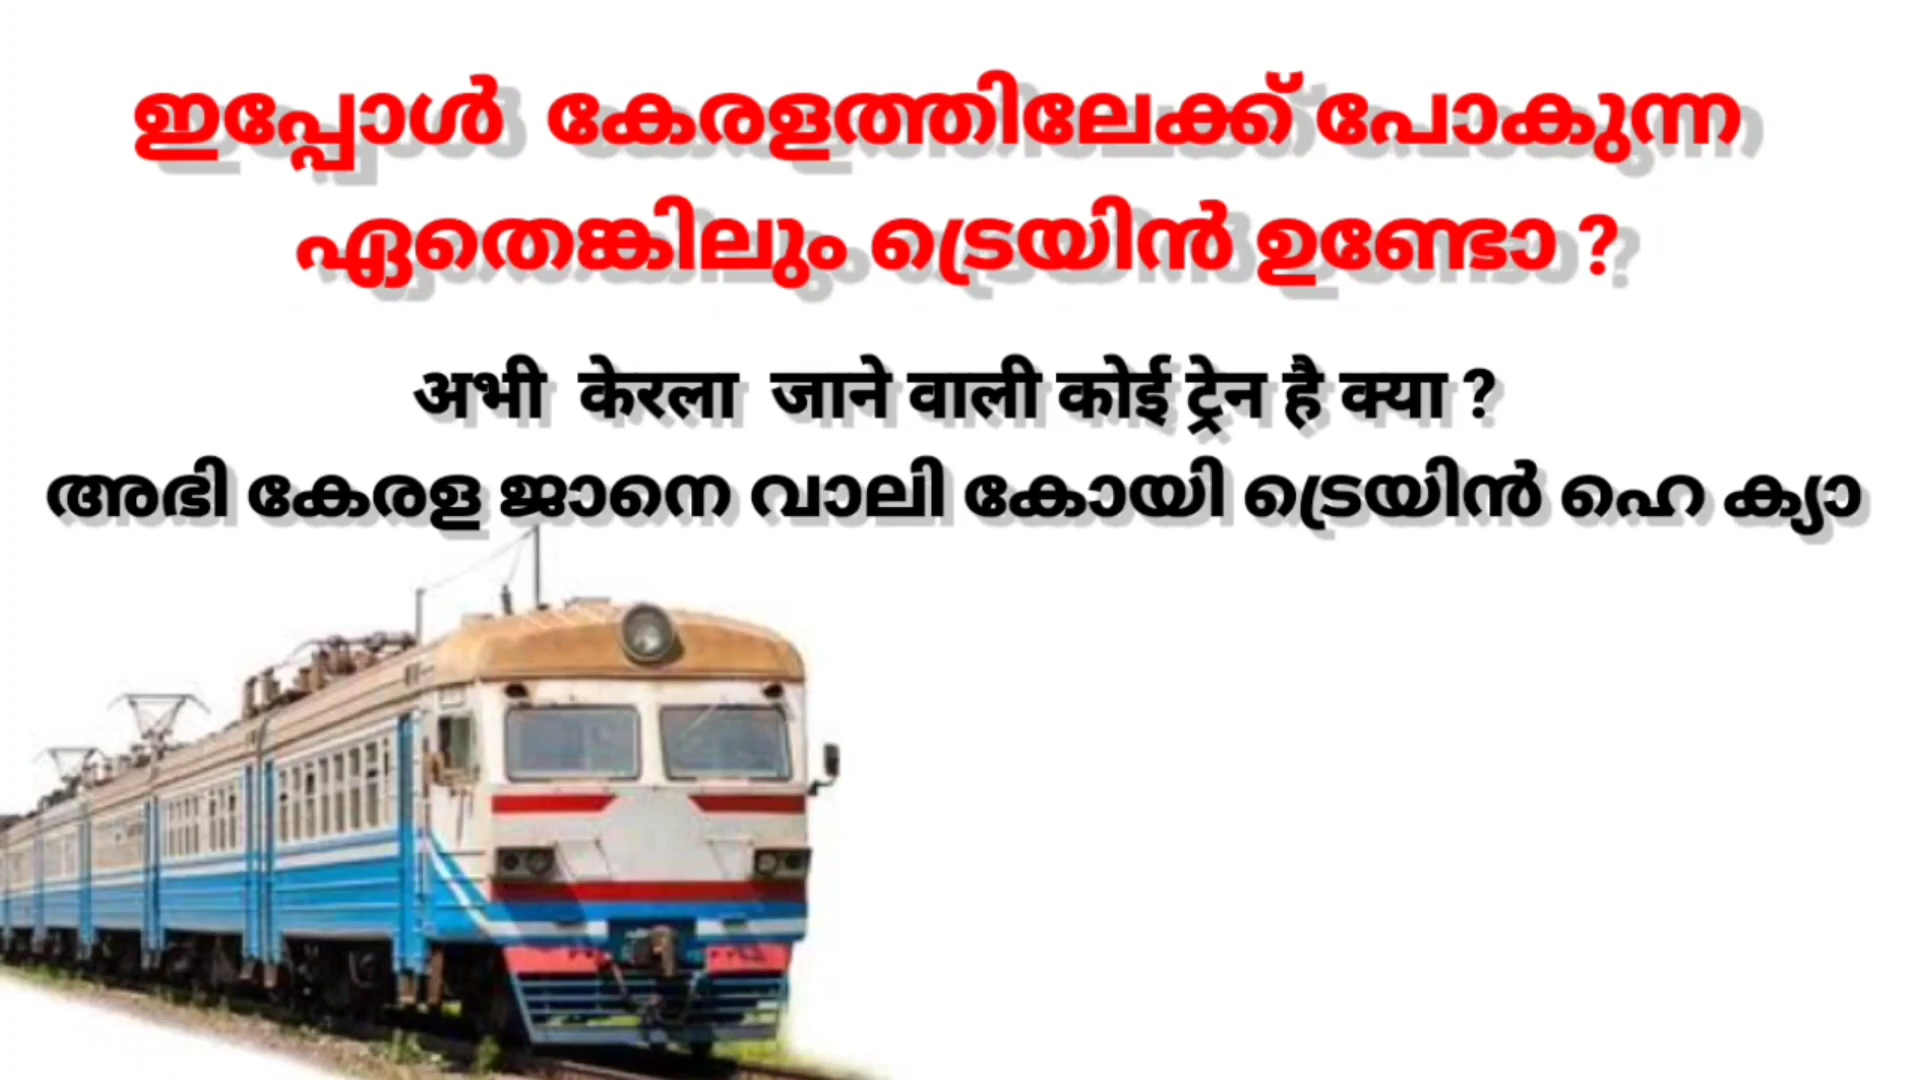 ഇപ്പോൾ കേരളത്തിലേക്ക് പോകുന്ന
ഏതെങ്കിലും ട്രെയിൻ ഉണ്ടോ ?
अभी केरला जाने वाली कोई ट्रेन है क्या ?
അഭി കേരള ജാനെ വാലി കോയി ട്രെയിൻ ഹെ ക്യാ